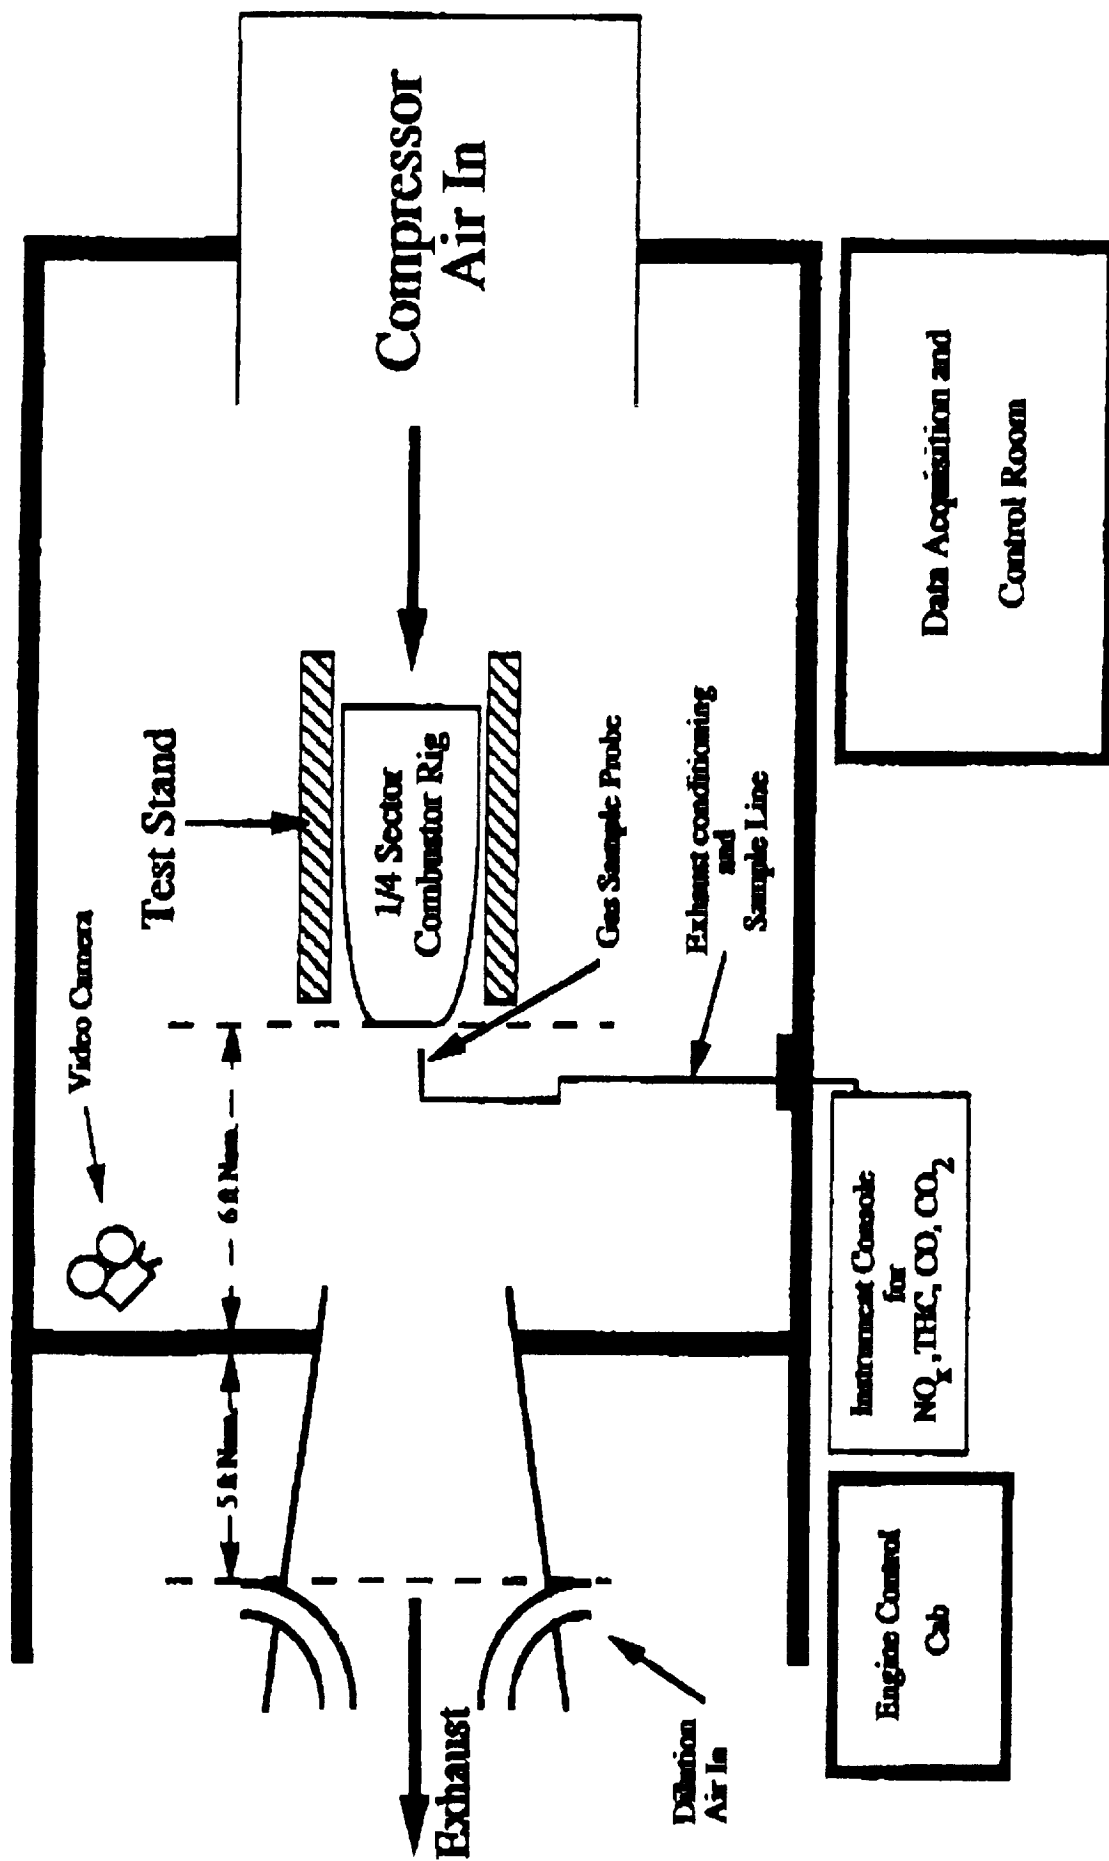 Compressor
Air In
Test Stand
1/4 Sector
Combustor Rig
Video Camera
Gas Sample Probe
Exhaust conditioning
and
Sample Line
6 ft Nom.
5 ft Nom.
Exhaust
Dilution
Air In
Data Acquisition and
Control Room
Instrument Console
for
NOx, THC, CO, CO2
Engine Control
Cab